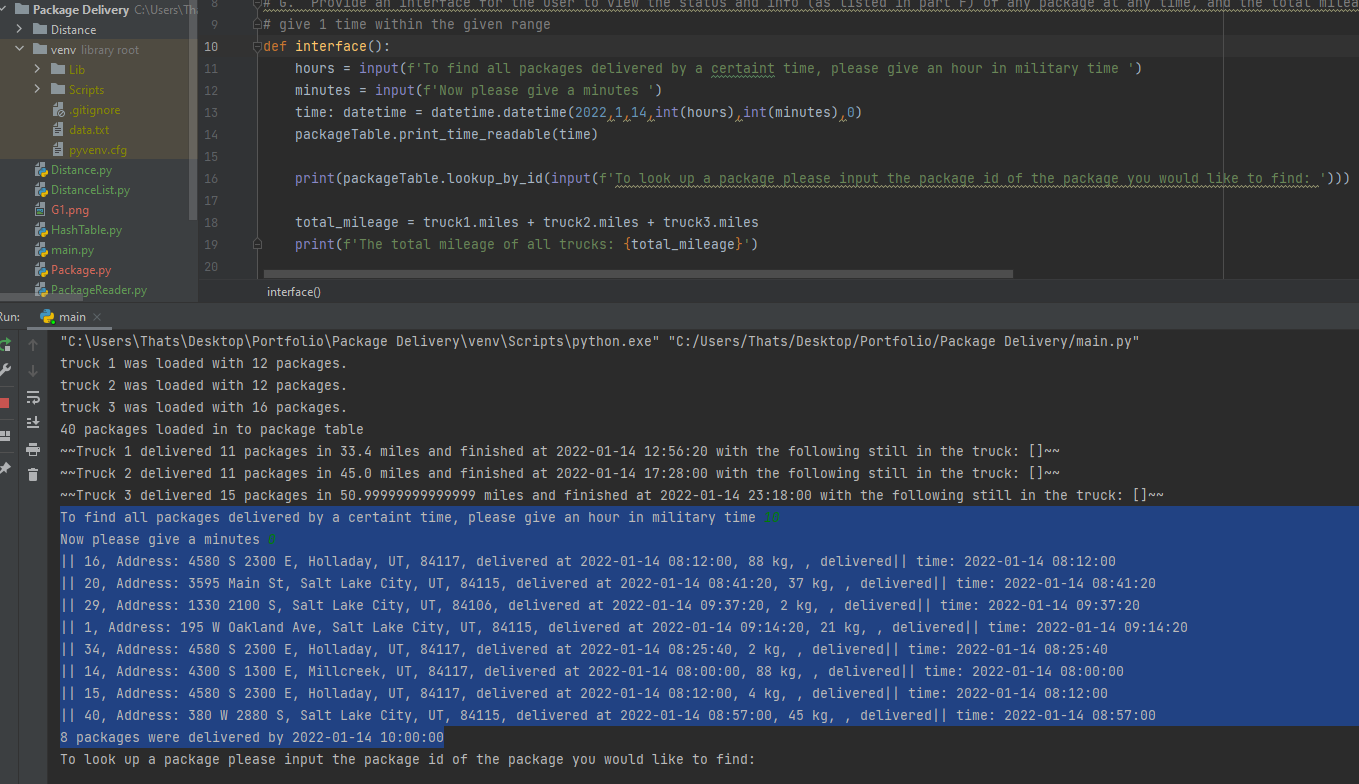 Package Delivery C:\Users\Tha
Distance
venv library root
Lib
Scripts
.gitignore
data.txt
pyvenv.cfg
Distance.py
DistanceList.py
G1.png
HashTable.py
main.py
Package.py
PackageReader.py
8 # G. Provide an interface for the user to view the status and info (as listed in part F) of any package at any time, and the total milea
9 # give 1 time within the given range
10 def interface():
11 hours = input(f'To find all packages delivered by a certaint time, please give an hour in military time ')
12 minutes = input(f'Now please give a minutes ')
13 time: datetime = datetime.datetime(2022,1,14,int(hours),int(minutes),0)
14 packageTable.print_time_readable(time)
15
16 print(packageTable.lookup_by_id(input(f'To look up a package please input the package id of the package you would like to find: ')))
17
18 total_mileage = truck1.miles + truck2.miles + truck3.miles
19 print(f'The total mileage of all trucks: {total_mileage}')
20
interface()
Run: main
"C:\Users\Thats\Desktop\Portfolio\Package Delivery\venv\Scripts\python.exe" "C:/Users/Thats/Desktop/Portfolio/Package Delivery/main.py"
truck 1 was loaded with 12 packages.
truck 2 was loaded with 12 packages.
truck 3 was loaded with 16 packages.
40 packages loaded in to package table
~~Truck 1 delivered 11 packages in 33.4 miles and finished at 2022-01-14 12:56:20 with the following still in the truck: []~~
~~Truck 2 delivered 11 packages in 45.0 miles and finished at 2022-01-14 17:28:00 with the following still in the truck: []~~
~~Truck 3 delivered 15 packages in 50.99999999999999 miles and finished at 2022-01-14 23:18:00 with the following still in the truck: []~~
To find all packages delivered by a certaint time, please give an hour in military time 10
Now please give a minutes 0
|| 16, Address: 4580 S 2300 E, Holladay, UT, 84117, delivered at 2022-01-14 08:12:00, 88 kg, , delivered|| time: 2022-01-14 08:12:00
|| 20, Address: 3595 Main St, Salt Lake City, UT, 84115, delivered at 2022-01-14 08:41:20, 37 kg, , delivered|| time: 2022-01-14 08:41:20
|| 29, Address: 1330 2100 S, Salt Lake City, UT, 84106, delivered at 2022-01-14 09:37:20, 2 kg, , delivered|| time: 2022-01-14 09:37:20
|| 1, Address: 195 W Oakland Ave, Salt Lake City, UT, 84115, delivered at 2022-01-14 09:14:20, 21 kg, , delivered|| time: 2022-01-14 09:14:20
|| 34, Address: 4580 S 2300 E, Holladay, UT, 84117, delivered at 2022-01-14 08:25:40, 2 kg, , delivered|| time: 2022-01-14 08:25:40
|| 14, Address: 4300 S 1300 E, Millcreek, UT, 84117, delivered at 2022-01-14 08:00:00, 88 kg, , delivered|| time: 2022-01-14 08:00:00
|| 15, Address: 4580 S 2300 E, Holladay, UT, 84117, delivered at 2022-01-14 08:12:00, 4 kg, , delivered|| time: 2022-01-14 08:12:00
|| 40, Address: 380 W 2880 S, Salt Lake City, UT, 84115, delivered at 2022-01-14 08:57:00, 45 kg, , delivered|| time: 2022-01-14 08:57:00
8 packages were delivered by 2022-01-14 10:00:00
To look up a package please input the package id of the package you would like to find: